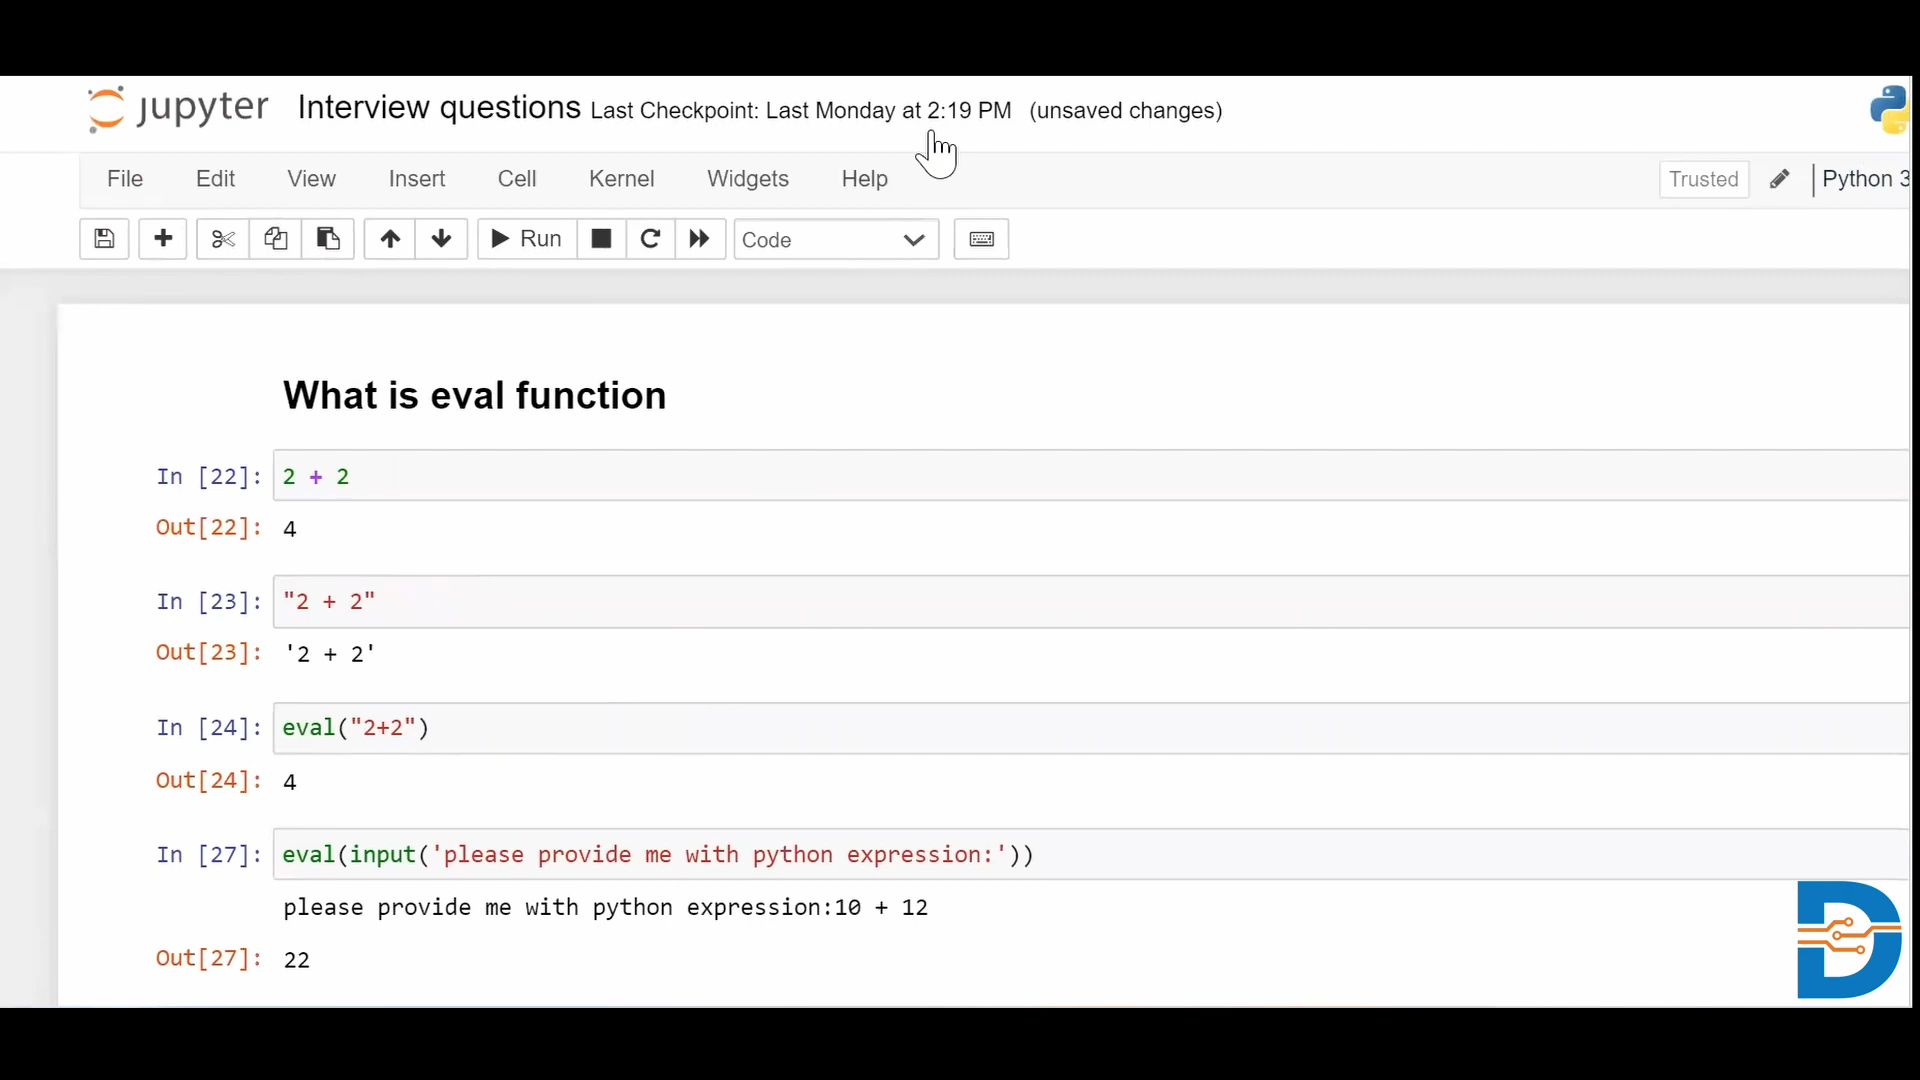 jupyter Interview questions Last Checkpoint: Last Monday at 2:19 PM (unsaved changes)
File Edit View Insert Cell Kernel Widgets Help Trusted Python 3
Run Code
What is eval function
In [22]: 2 + 2
Out[22]: 4
In [23]: "2 + 2"
Out[23]: '2 + 2'
In [24]: eval("2+2")
Out[24]: 4
In [27]: eval(input('please provide me with python expression:'))
please provide me with python expression:10 + 12
Out[27]: 22